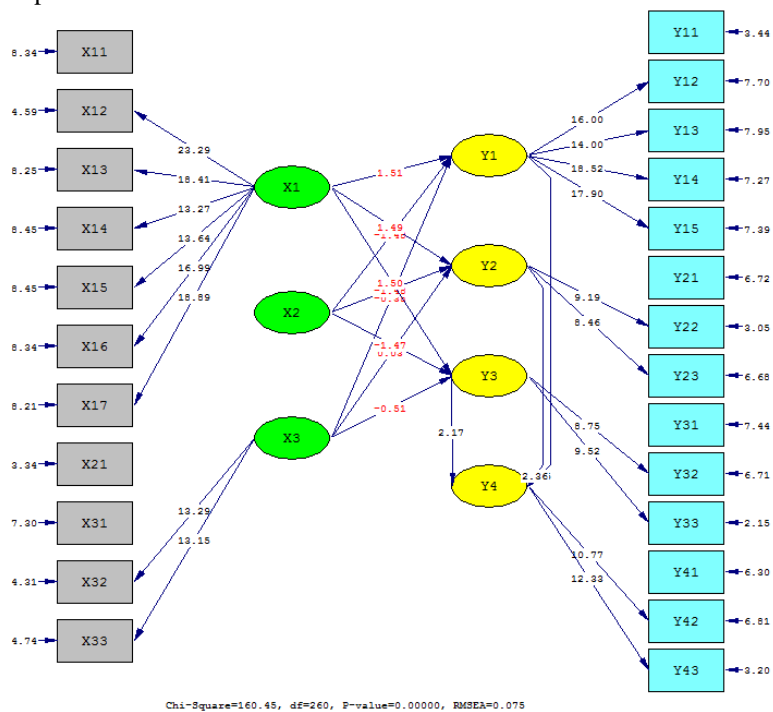 8.34 X11
4.59 X12
8.25 X13
8.45 X14
8.45 X15
8.34 X16
8.21 X17
3.34 X21
7.30 X31
4.31 X32
4.74 X33
23.29
18.41
13.27
13.64
16.99
18.89
13.29
13.15
X1
X2
X3
1.51
1.49
1.50
-1.47
0.03
-0.51
Y1
Y2
Y3
Y4
2.17
2.36
16.00
14.00
18.52
17.90
9.19
8.46
8.75
9.52
10.77
12.33
Y11 3.44
Y12 7.70
Y13 7.95
Y14 7.27
Y15 7.39
Y21 6.72
Y22 3.05
Y23 6.68
Y31 7.44
Y32 6.71
Y33 2.15
Y41 6.30
Y42 6.81
Y43 3.20
Chi-Square=160.45, df=260, P-value=0.00000, RMSEA=0.075